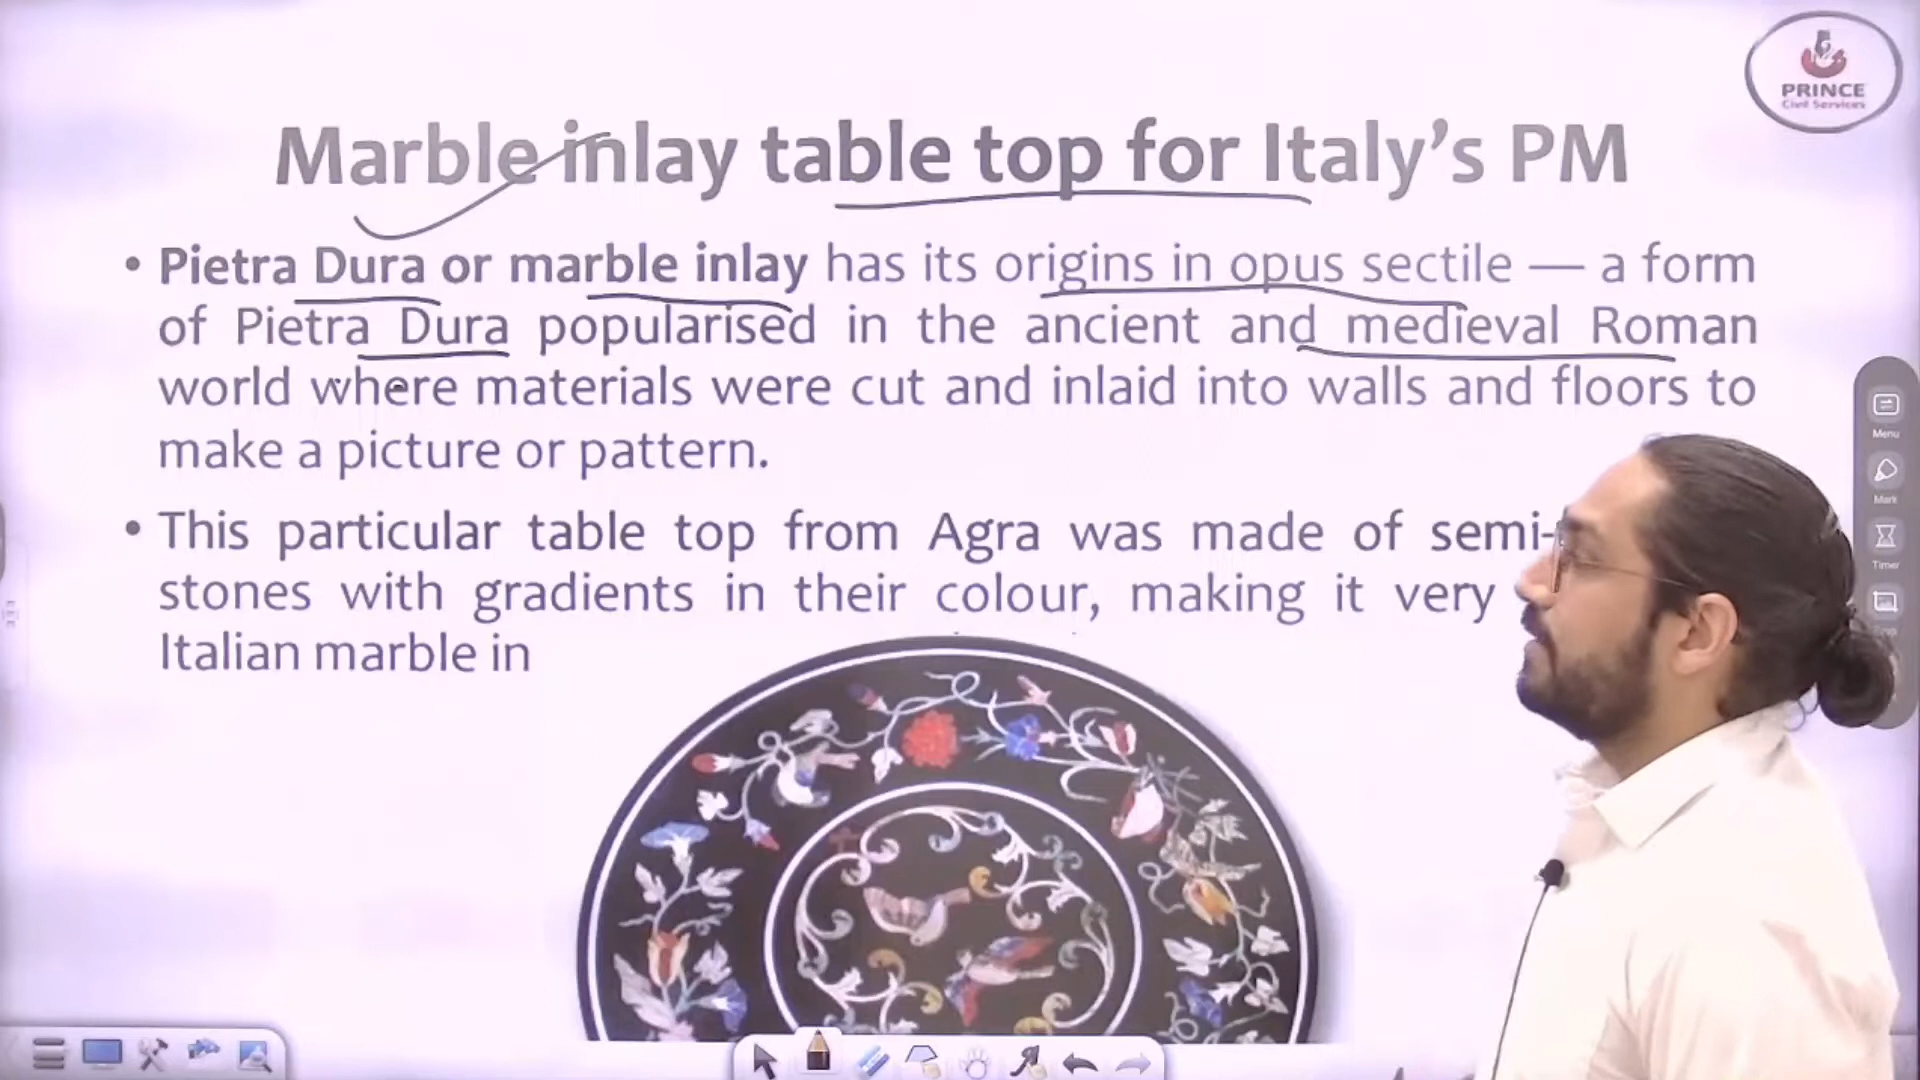 PRINCE
Civil Services
Marble inlay table top for Italy’s PM
• Pietra Dura or marble inlay has its origins in opus sectile — a form
of Pietra Dura popularised in the ancient and medieval Roman
world where materials were cut and inlaid into walls and floors to
make a picture or pattern.
• This particular table top from Agra was made of semi-
stones with gradients in their colour, making it very
Italian marble in
Menu
Mark
Timer